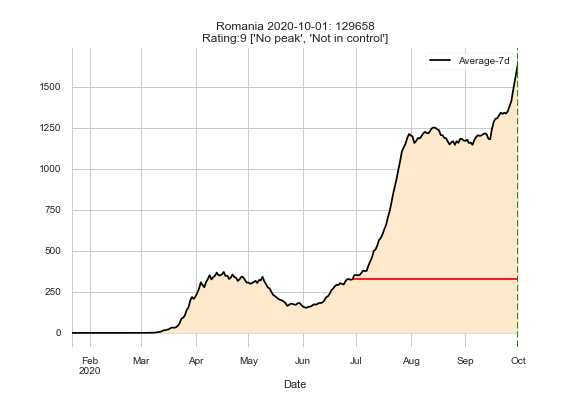 Romania 2020-10-01: 129658
Rating:9 ['No peak', 'Not in control']
Average-7d
1500
1250
1000
750
500
250
0
Feb Mar Apr May Jun Jul Aug Sep Oct
2020
Date